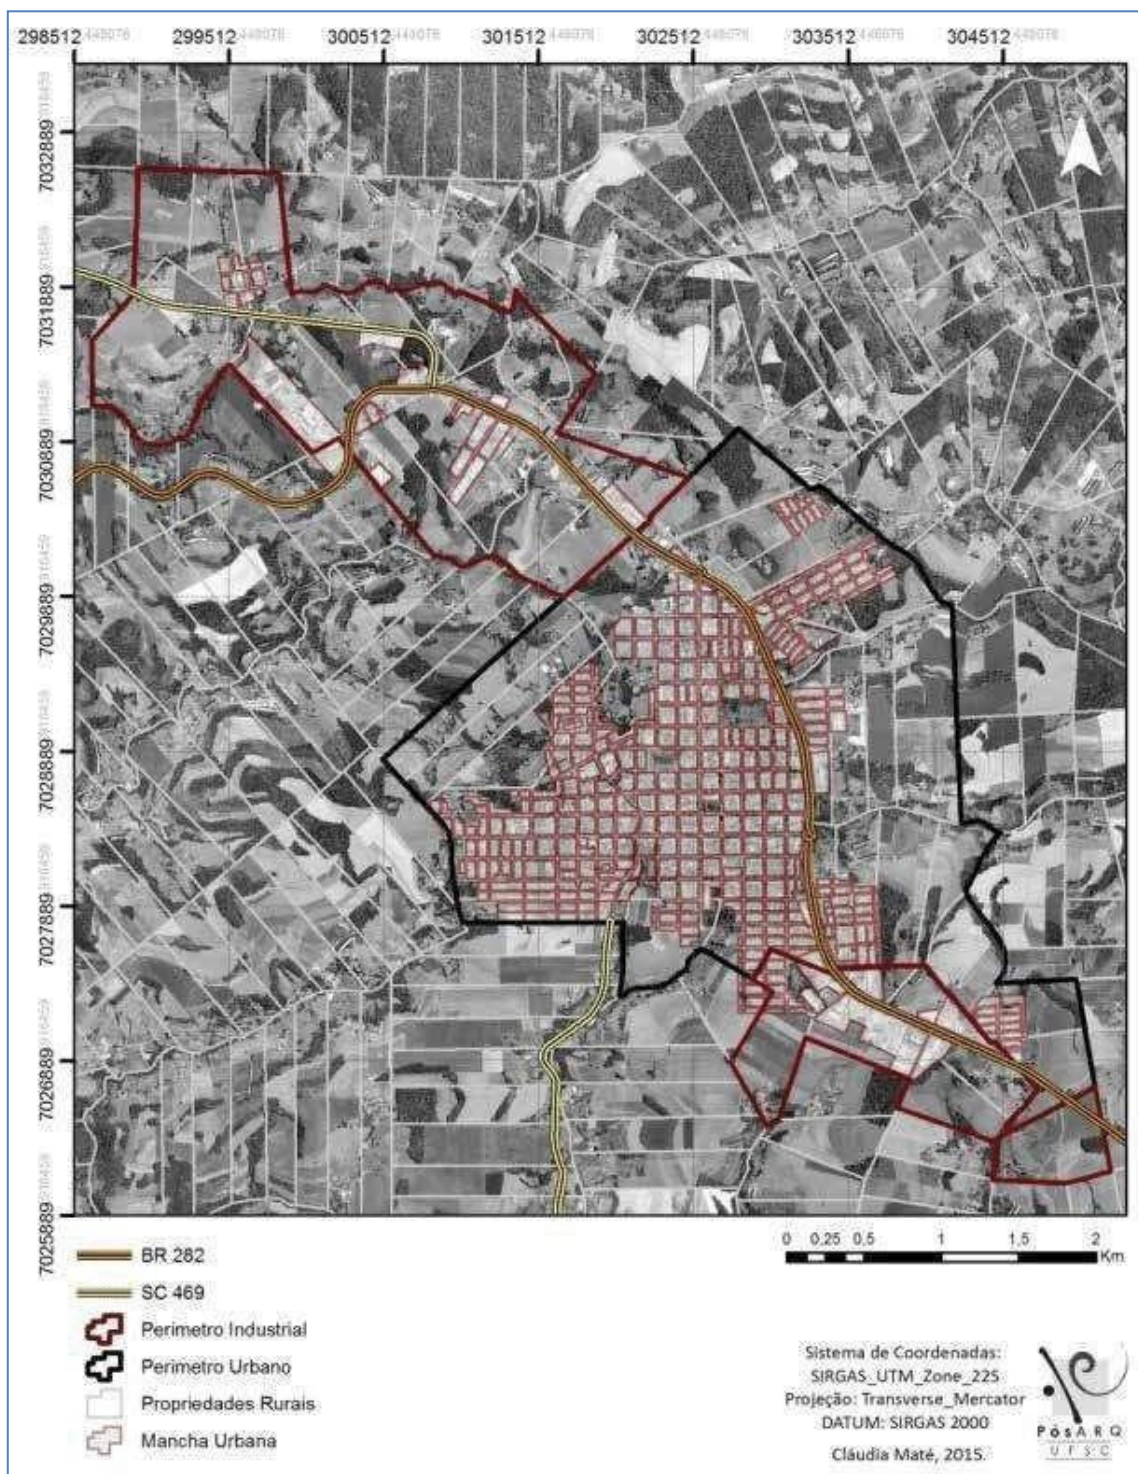 298512
299512
300512
301512
302512
303512
304512
7032889
7031889
7030889
7029889
7028889
7027889
7026889
7025889
BR 282
SC 469
Perimetro Industrial
Perimetro Urbano
Propriedades Rurais
Mancha Urbana
0 0,25 0,5 1 1,5 2
Km
Sistema de Coordenadas:
SIRGAS_UTM_Zone_22S
Projeção: Transverse_Mercator
DATUM: SIRGAS 2000
Cláudia Maté, 2015.
PósARQ
UFSC